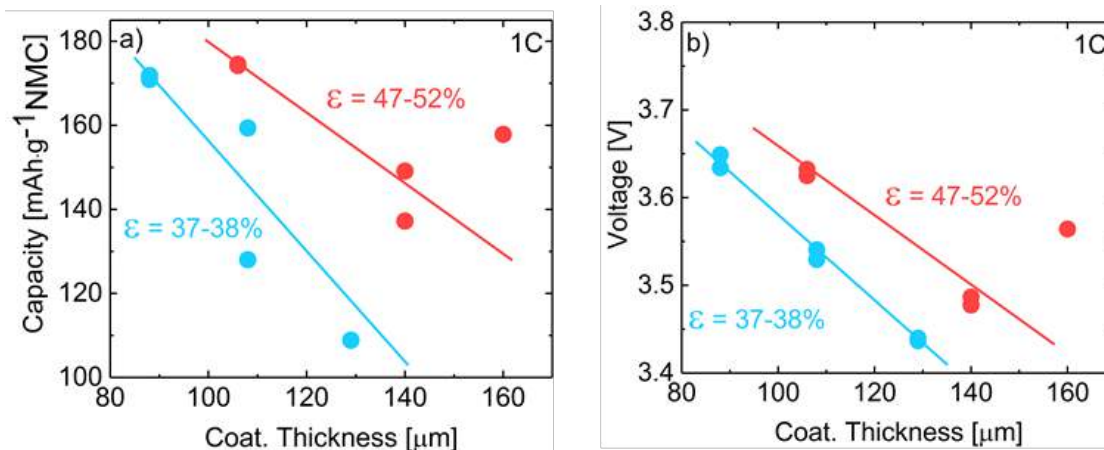 a)
1C
180
160
140
120
100
Capacity [mAh·g⁻¹NMC]
ε = 47-52%
ε = 37-38%
80 100 120 140 160
Coat. Thickness [µm]
b)
1C
3.8
3.7
3.6
3.5
3.4
Voltage [V]
ε = 47-52%
ε = 37-38%
80 100 120 140 160
Coat. Thickness [µm]